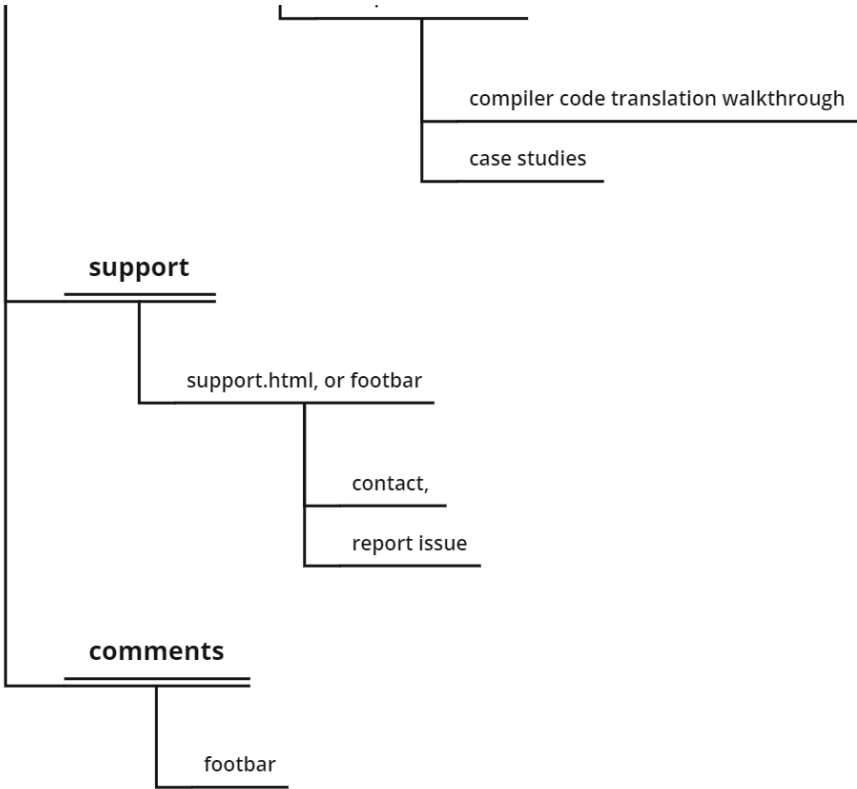 compiler code translation walkthrough
case studies
support
support.html, or footbar
contact,
report issue
comments
footbar